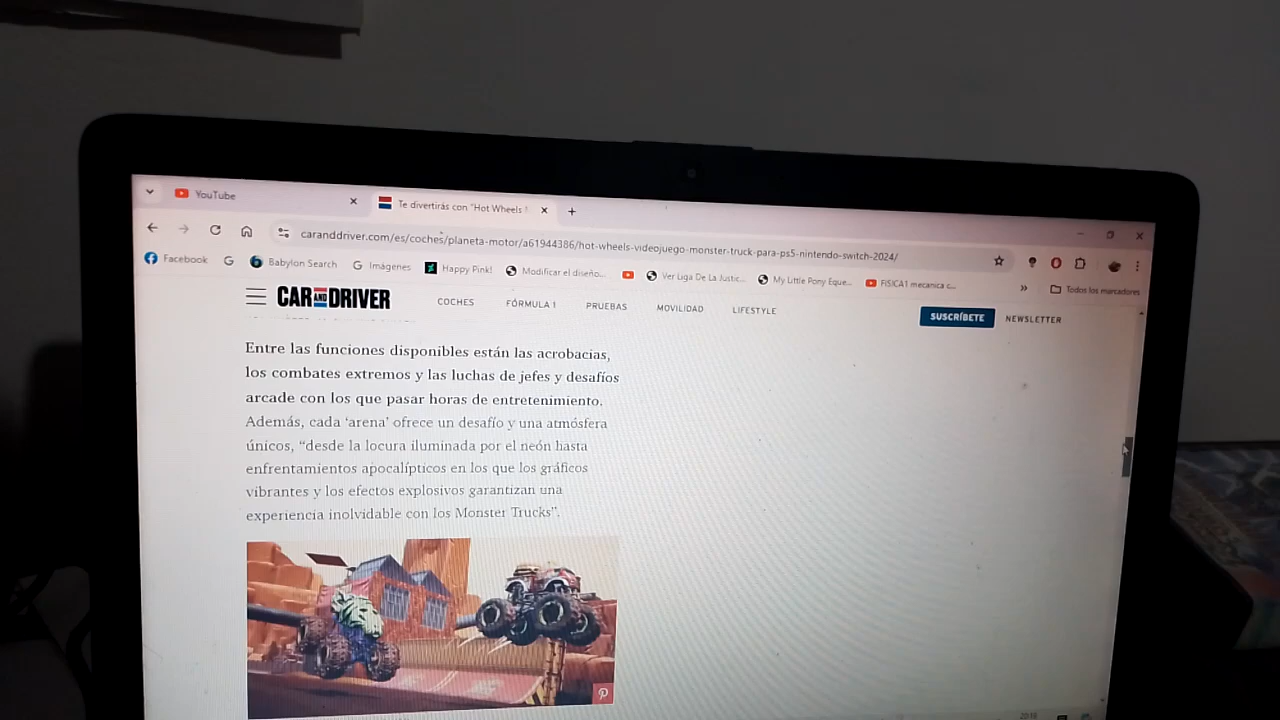 YouTube
Te divertirás con "Hot Wheels
caranddriver.com/es/coches/planeta-motor/a61944386/hot-wheels-videojuego-monster-truck-para-ps5-nintendo-switch-2024/
Facebook G Babylon Search Imágenes Happy Pink! Modificar el diseño... Ver Liga De La Justic... My Little Pony Eque... FISICA1 mecanica c... » Todos los marcadores
CAR AND DRIVER COCHES FÓRMULA 1 PRUEBAS MOVILIDAD LIFESTYLE SUSCRÍBETE NEWSLETTER
Entre las funciones disponibles están las acrobacias,
los combates extremos y las luchas de jefes y desafíos
arcade con los que pasar horas de entretenimiento.
Además, cada ‘arena’ ofrece un desafío y una atmósfera
únicos, “desde la locura iluminada por el neón hasta
enfrentamientos apocalípticos en los que los gráficos
vibrantes y los efectos explosivos garantizan una
experiencia inolvidable con los Monster Trucks”.